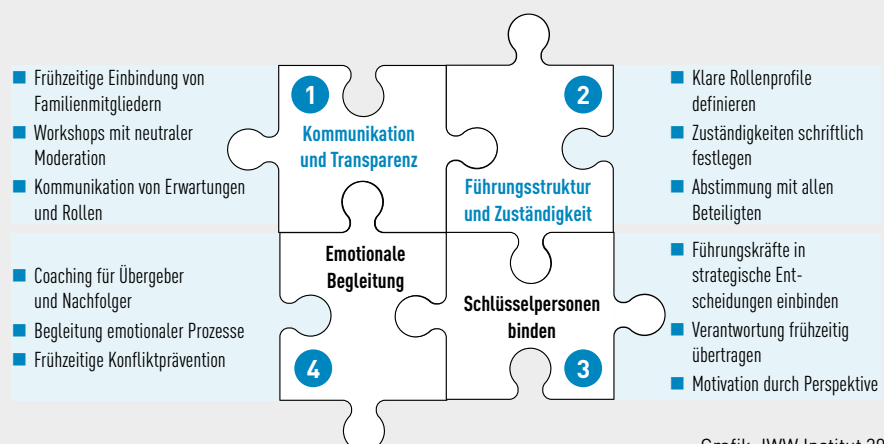 Frühzeitige Einbindung von
Familienmitgliedern
Workshops mit neutraler
Moderation
Kommunikation von Erwartungen
und Rollen
1
Kommunikation
und Transparenz
2
Führungsstruktur
und Zuständigkeit
Klare Rollenprofile
definieren
Zuständigkeiten schriftlich
festlegen
Abstimmung mit allen
Beteiligten
Coaching für Übergeber
und Nachfolger
Begleitung emotionaler Prozesse
Frühzeitige Konfliktprävention
Emotionale
Begleitung
4
Schlüsselpersonen
binden
3
Führungskräfte in
strategische Ent-
scheidungen einbinden
Verantwortung frühzeitig
übertragen
Motivation durch Perspektive